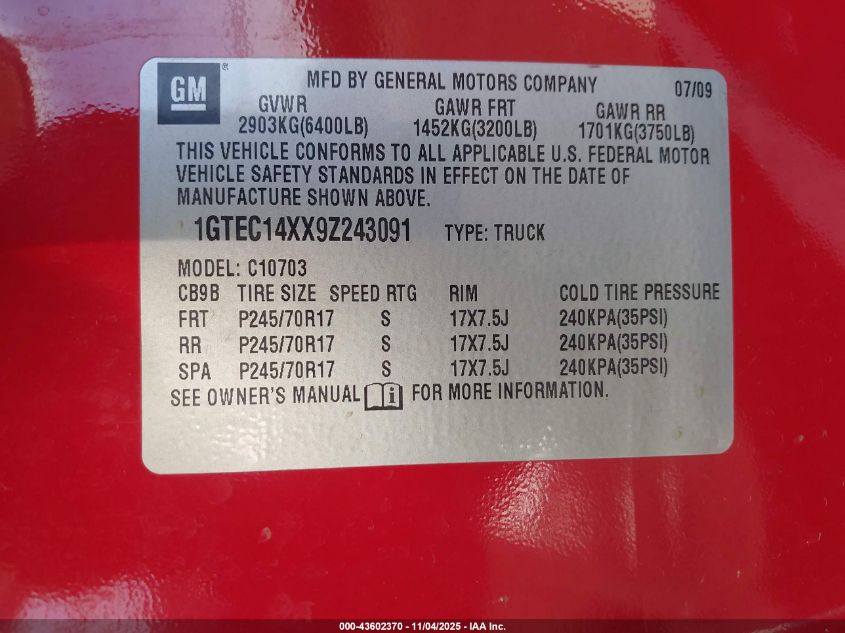 GM ® MFD BY GENERAL MOTORS COMPANY 07/09
GVWR GAWR FRT GAWR RR
2903KG(6400LB) 1452KG(3200LB) 1701KG(3750LB)
THIS VEHICLE CONFORMS TO ALL APPLICABLE U.S. FEDERAL MOTOR
VEHICLE SAFETY STANDARDS IN EFFECT ON THE DATE OF
MANUFACTURE SHOWN ABOVE.
1GTEC14XX9Z243091 TYPE: TRUCK
MODEL: C10703
CB9B TIRE SIZE SPEED RTG RIM COLD TIRE PRESSURE
FRT P245/70R17 S 17X7.5J 240KPA(35PSI)
RR P245/70R17 S 17X7.5J 240KPA(35PSI)
SPA P245/70R17 S 17X7.5J 240KPA(35PSI)
SEE OWNER'S MANUAL i FOR MORE INFORMATION.
000-43602370 - 11/04/2025 - IAA Inc.